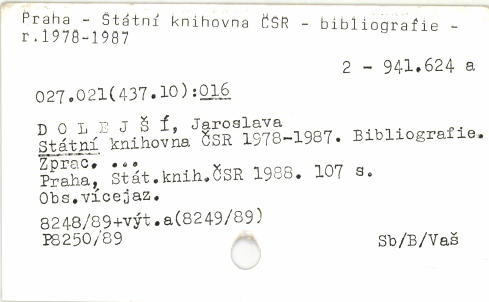 Praha - Státní knihovna ČSR - bibliografie -
r.1978-1987
2 - 941.624 a
027.021(437.10):016
D O L E J Š Í, Jaroslava
Státní knihovna ČSR 1978-1987. Bibliografie.
Zprac. ...
Praha, Stát.knih.ČSR 1988. 107 s.
Obs.vícejaz.
8248/89+výt.a(8249/89)
P8250/89
Sb/B/Vaš